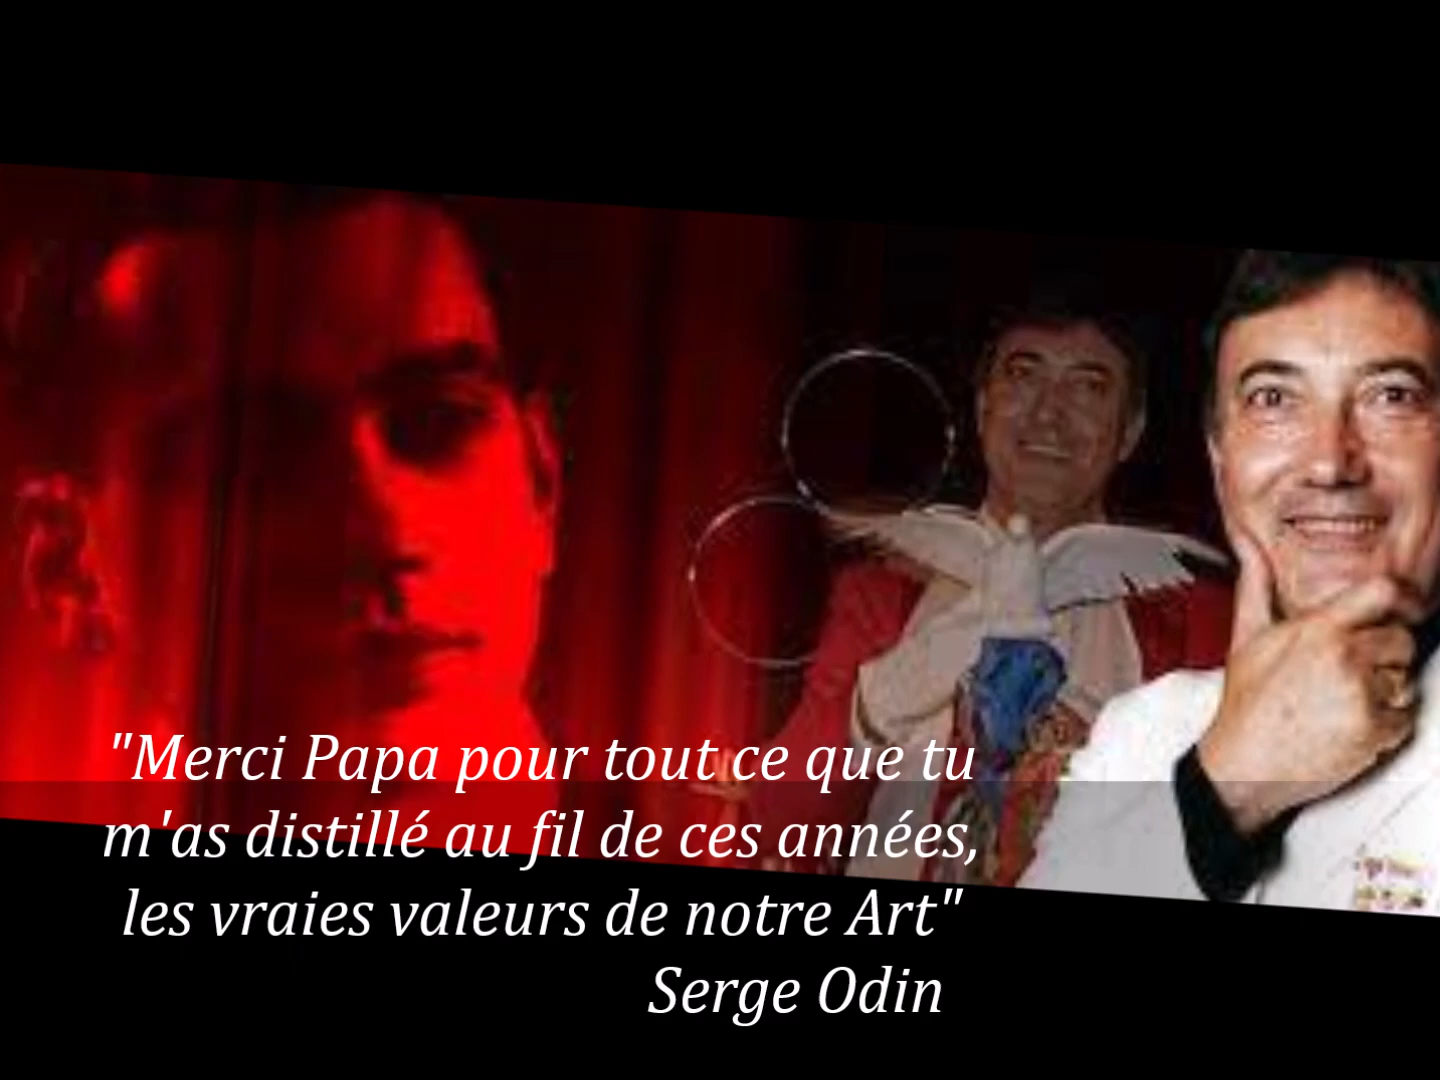 "Merci Papa pour tout ce que tu
m'as distillé au fil de ces années,
les vraies valeurs de notre Art"
Serge Odin